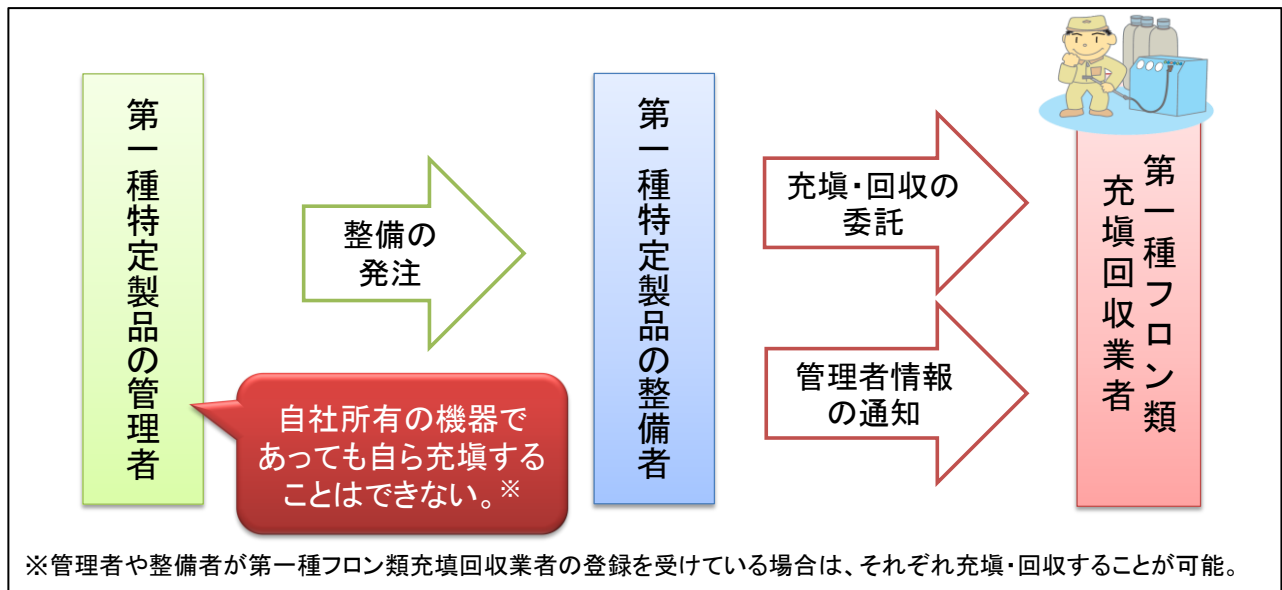 第一種特定製品の管理者
整備の
発注
自社所有の機器で
あっても自ら充塡する
ことはできない。※
第一種特定製品の整備者
充塡・回収の
委託
管理者情報
の通知
第一種フロン類
充塡回収業者
※管理者や整備者が第一種フロン類充塡回収業者の登録を受けている場合は、それぞれ充塡・回収することが可能。